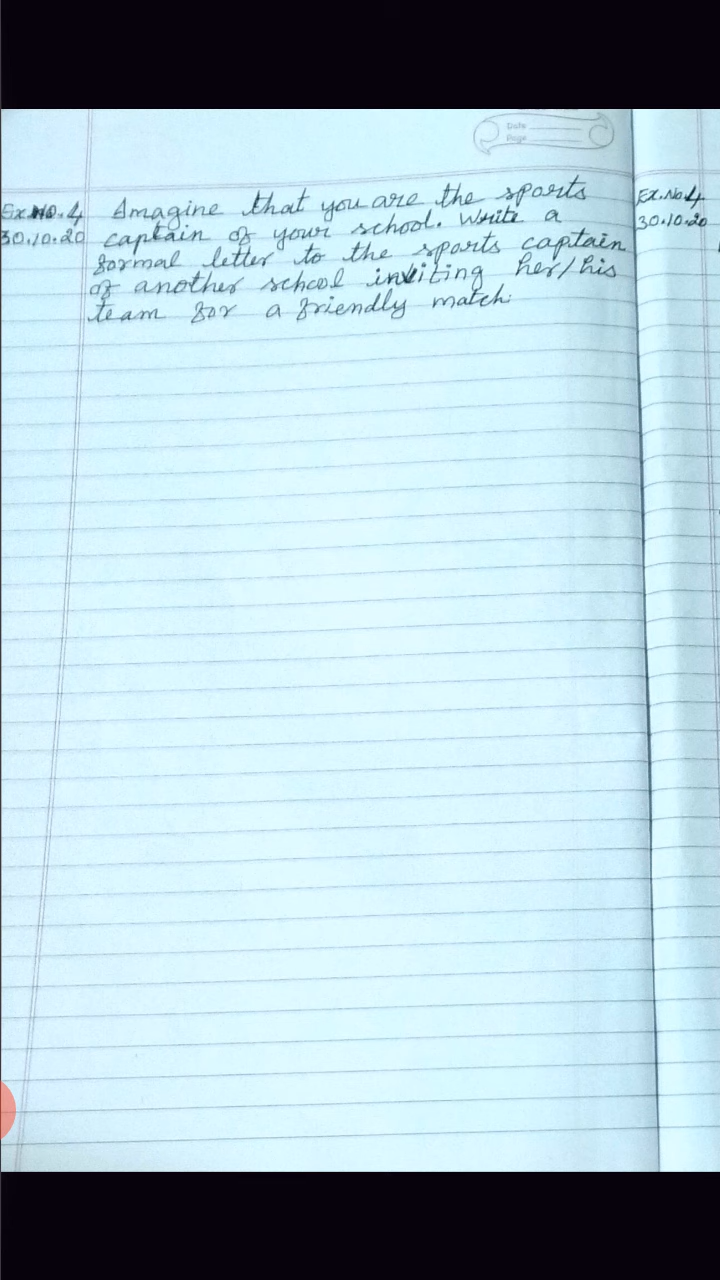 Date
Page
Ex.No.4 Imagine that you are the sports
30.10.20 captain of your school. Write a
formal letter to the sports captain
of another school inviting her/his
team for a friendly match.
Ex.No.4
30.10.20